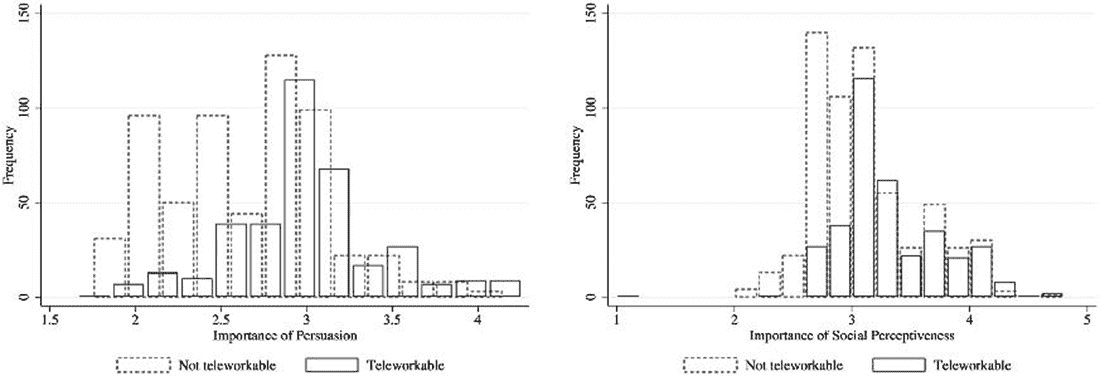 150
100
50
0
Frequency
1.5 2 2.5 3 3.5 4
Importance of Persuasion
Not teleworkable Teleworkable
150
100
50
0
Frequency
1 2 3 4 5
Importance of Social Perceptiveness
Not teleworkable Teleworkable